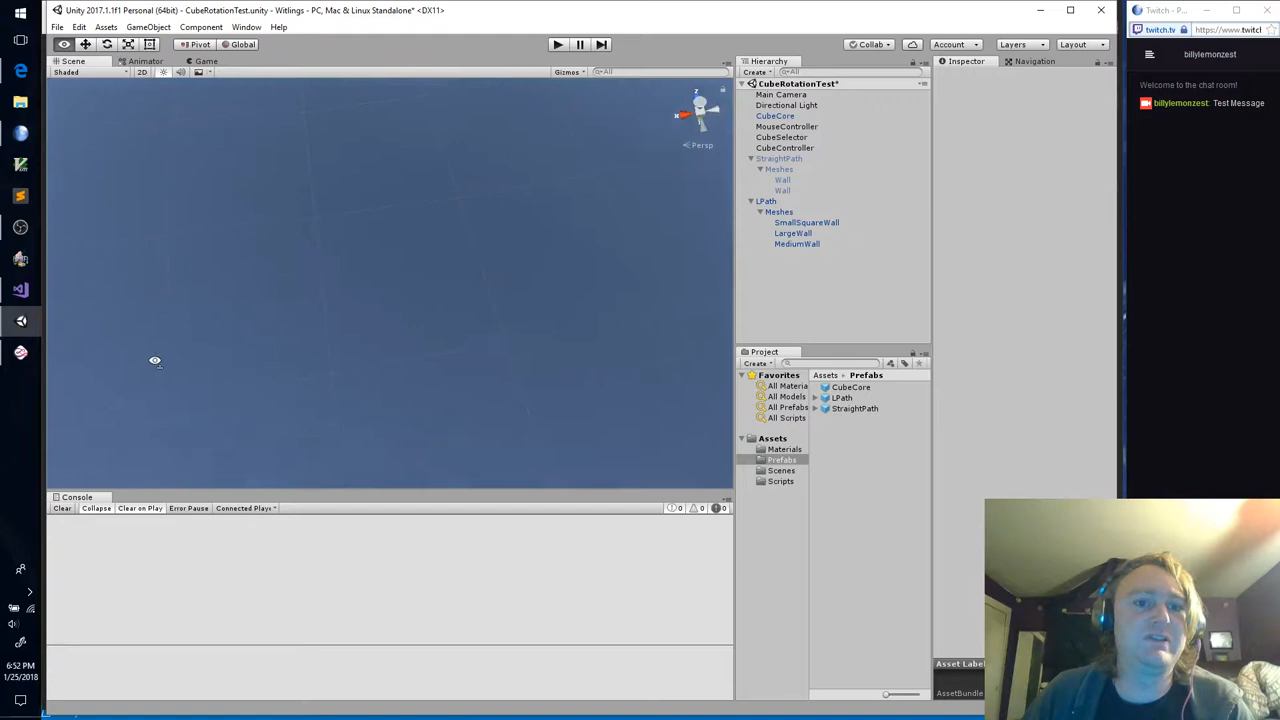 Unity 2017.1.1f1 Personal (64bit) - CubeRotationTest.unity - Witlings - PC, Mac & Linux Standalone* <DX11>
File Edit Assets GameObject Component Window Help
Pivot Global Collab Account Layers Layout
Scene Animator Game
Shaded 2D Gizmos All
z
x
Persp
Hierarchy
Create All
CubeRotationTest*
Main Camera
Directional Light
CubeCore
MouseController
CubeSelector
CubeController
StraightPath
Meshes
Wall
Wall
LPath
Meshes
SmallSquareWall
LargeWall
MediumWall
Inspector Navigation
Project
Create
Favorites
All Materia
All Models
All Prefabs
All Scripts
Assets
Materials
Prefabs
Scenes
Scripts
Assets Prefabs
CubeCore
LPath
StraightPath
Console
Clear Collapse Clear on Play Error Pause Connected Playe
0 0 0
Asset Label
AssetBundle
Twitch - P...
twitch.tv https://www.twitcl
billylemonzest
Welcome to the chat room!
billylemonzest: Test Message
6:52 PM
1/25/2018